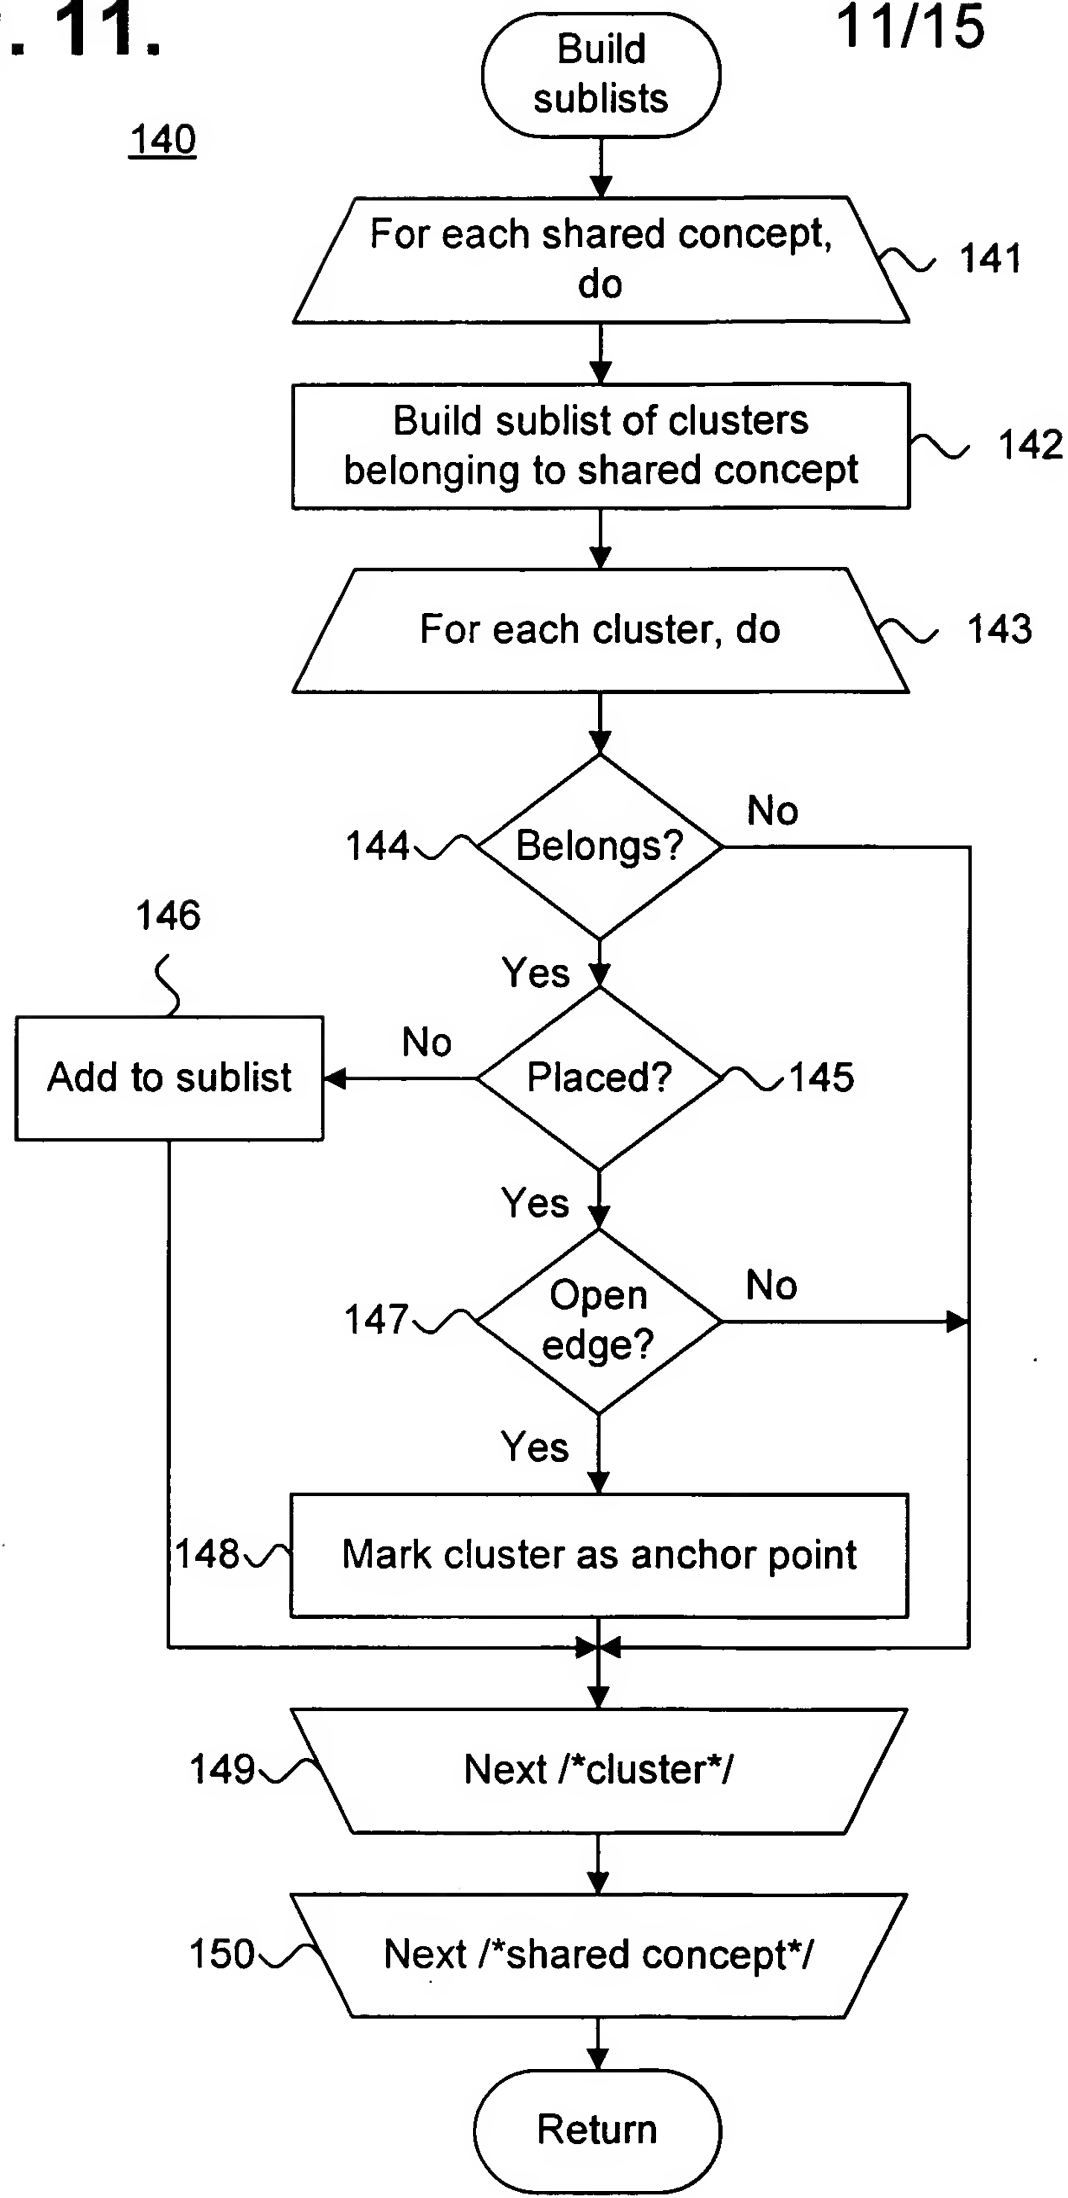 . 11.
11/15
140
Build
sublists
For each shared concept,
do
141
Build sublist of clusters
belonging to shared concept
142
For each cluster, do
143
144
Belongs?
No
146
Yes
Add to sublist
No
Placed?
145
Yes
147
Open
edge?
No
Yes
148
Mark cluster as anchor point
149
Next /*cluster*/
150
Next /*shared concept*/
Return